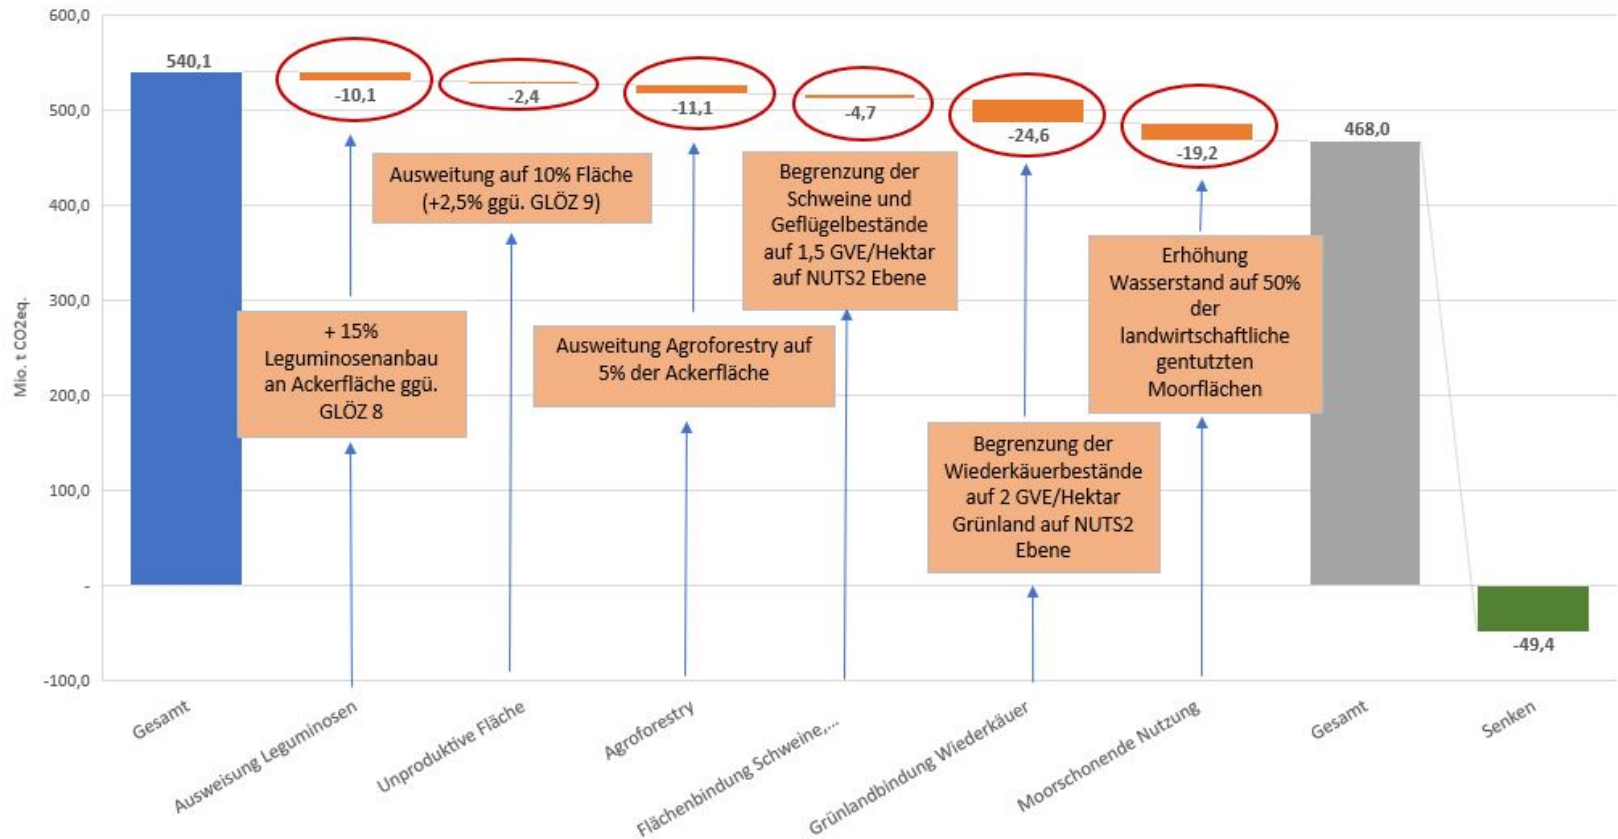 600,0
500,0
400,0
300,0
200,0
100,0
-
-100,0
Mio. t CO2eq.
540,1
-10,1
-2,4
-11,1
-4,7
-24,6
-19,2
468,0
-49,4
+ 15%
Leguminosenanbau
an Ackerfläche ggü.
GLÖZ 8
Ausweitung auf 10% Fläche
(+2,5% ggü. GLÖZ 9)
Ausweitung Agroforestry auf
5% der Ackerfläche
Begrenzung der
Schweine und
Geflügelbestände
auf 1,5 GVE/Hektar
auf NUTS2 Ebene
Begrenzung der
Wiederkäuerbestände
auf 2 GVE/Hektar
Grünland auf NUTS2
Ebene
Erhöhung
Wasserstand auf 50%
der
landwirtschaftliche
gentutzten
Moorflächen
Gesamt
Ausweisung Leguminosen
Unproduktive Fläche
Agroforestry
Flächenbindung Schweine,...
Grünlandbindung Wiederkäuer
Moorschonende Nutzung
Gesamt
Senken